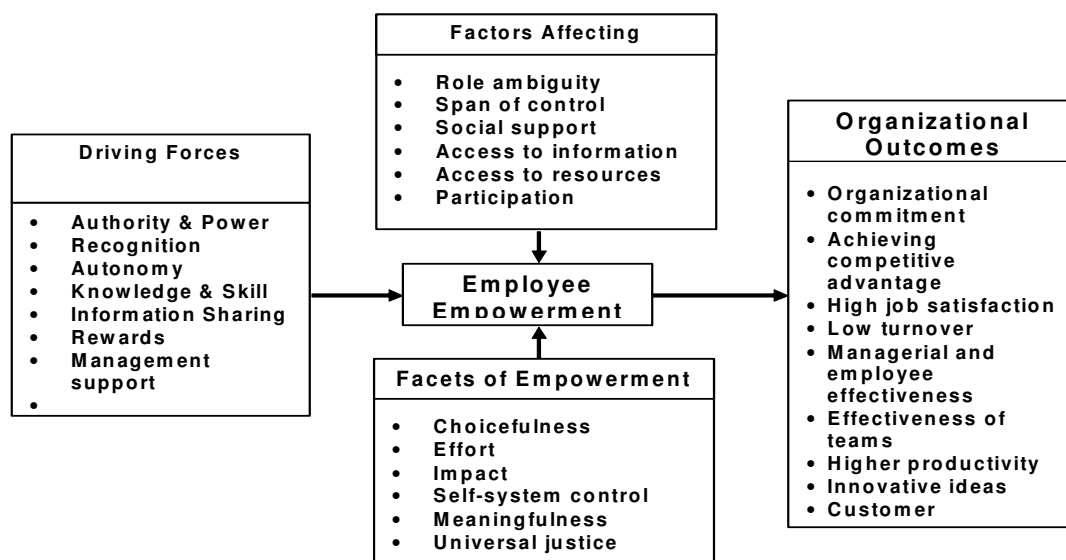 Factors Affecting
• Role ambiguity
• Span of control
• Social support
• Access to information
• Access to resources
• Participation
Driving Forces
• Authority & Power
• Recognition
• Autonomy
• Knowledge & Skill
• Information Sharing
• Rewards
• Management
support
•
Employee
Empowerment
Facets of Empowerment
• Choicefulness
• Effort
• Impact
• Self-system control
• Meaningfulness
• Universal justice
Organizational
Outcomes
• Organizational
commitment
• Achieving
competitive
advantage
• High job satisfaction
• Low turnover
• Managerial and
employee
effectiveness
• Effectiveness of
teams
• Higher productivity
• Innovative ideas
• Customer